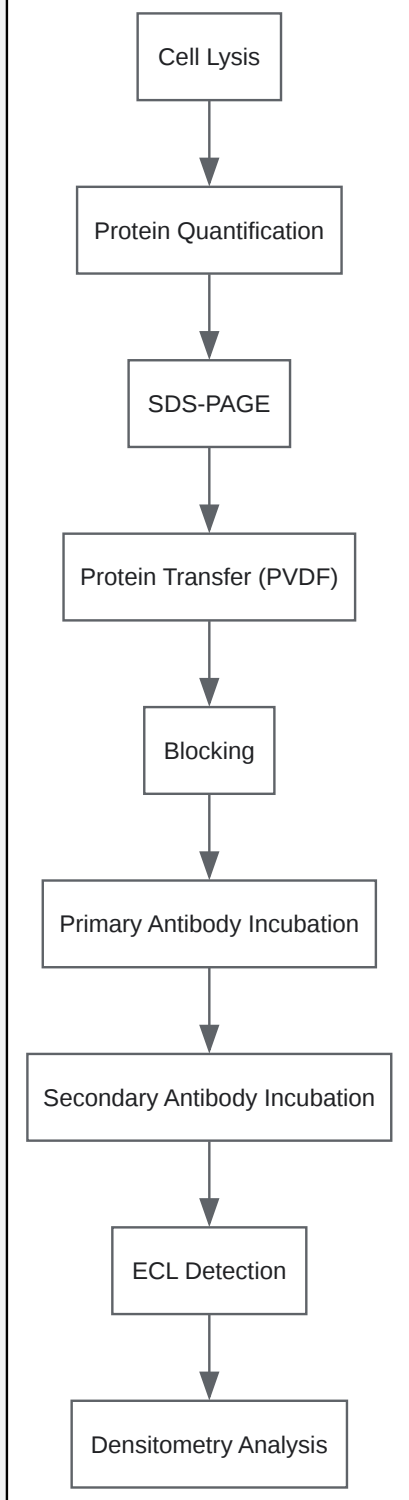 Cell Lysis
Protein Quantification
SDS-PAGE
Protein Transfer (PVDF)
Blocking
Primary Antibody Incubation
Secondary Antibody Incubation
ECL Detection
Densitometry Analysis